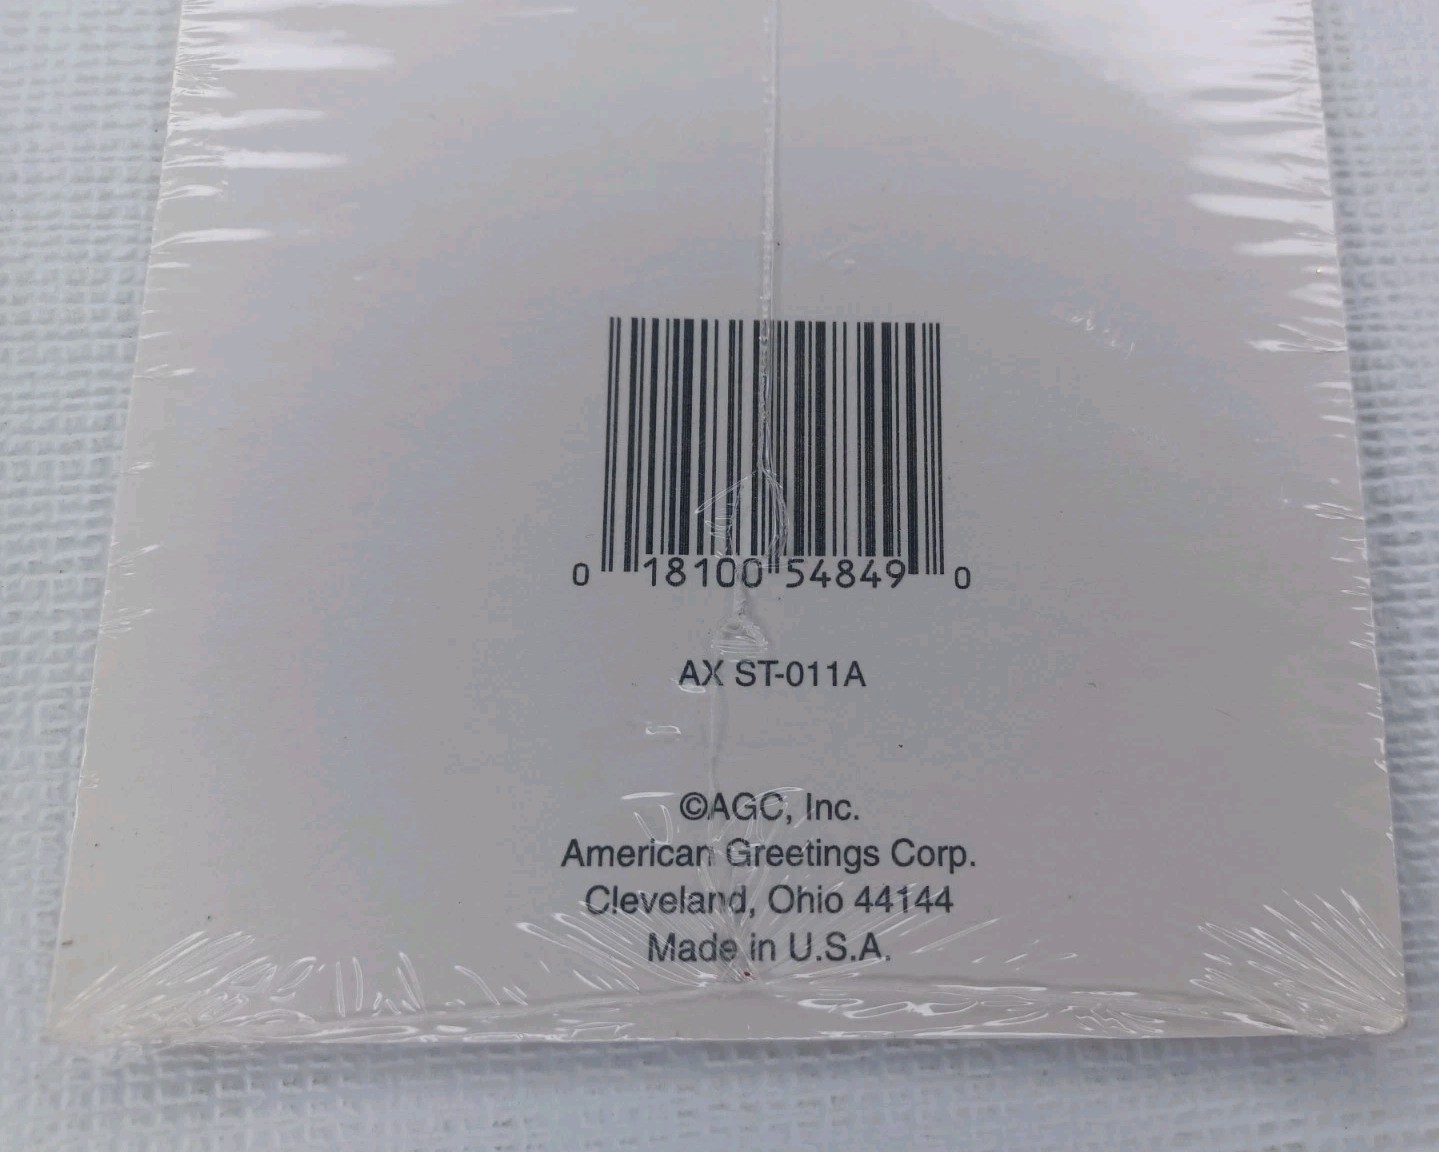 0 18100 54849 0
AX ST-011A
©AGC, Inc.
American Greetings Corp.
Cleveland, Ohio 44144
Made in U.S.A.